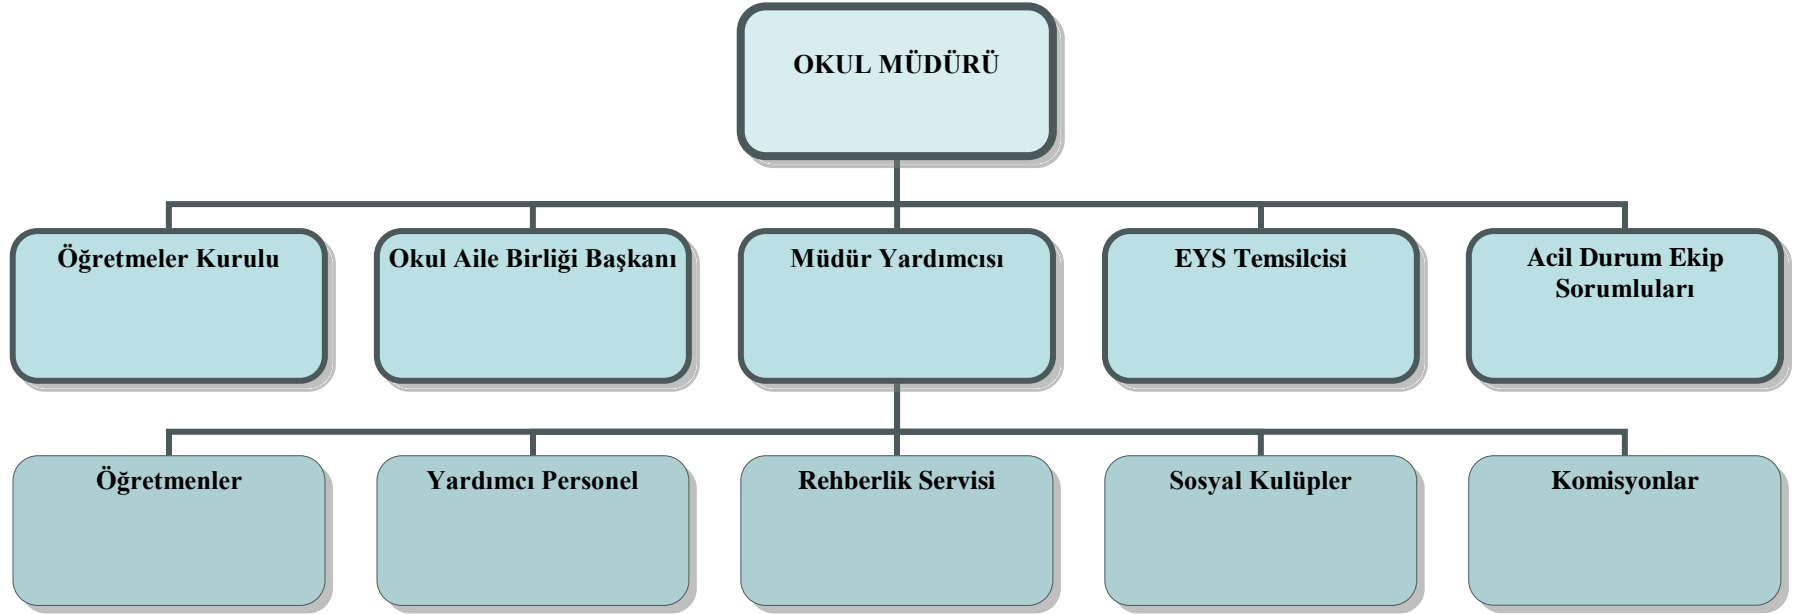 OKUL MÜDÜRÜ
Öğretmeler Kurulu
Okul Aile Birliği Başkanı
Müdür Yardımcısı
EYS Temsilcisi
Acil Durum Ekip
Sorumluları
Öğretmenler
Yardımcı Personel
Rehberlik Servisi
Sosyal Kulüpler
Komisyonlar